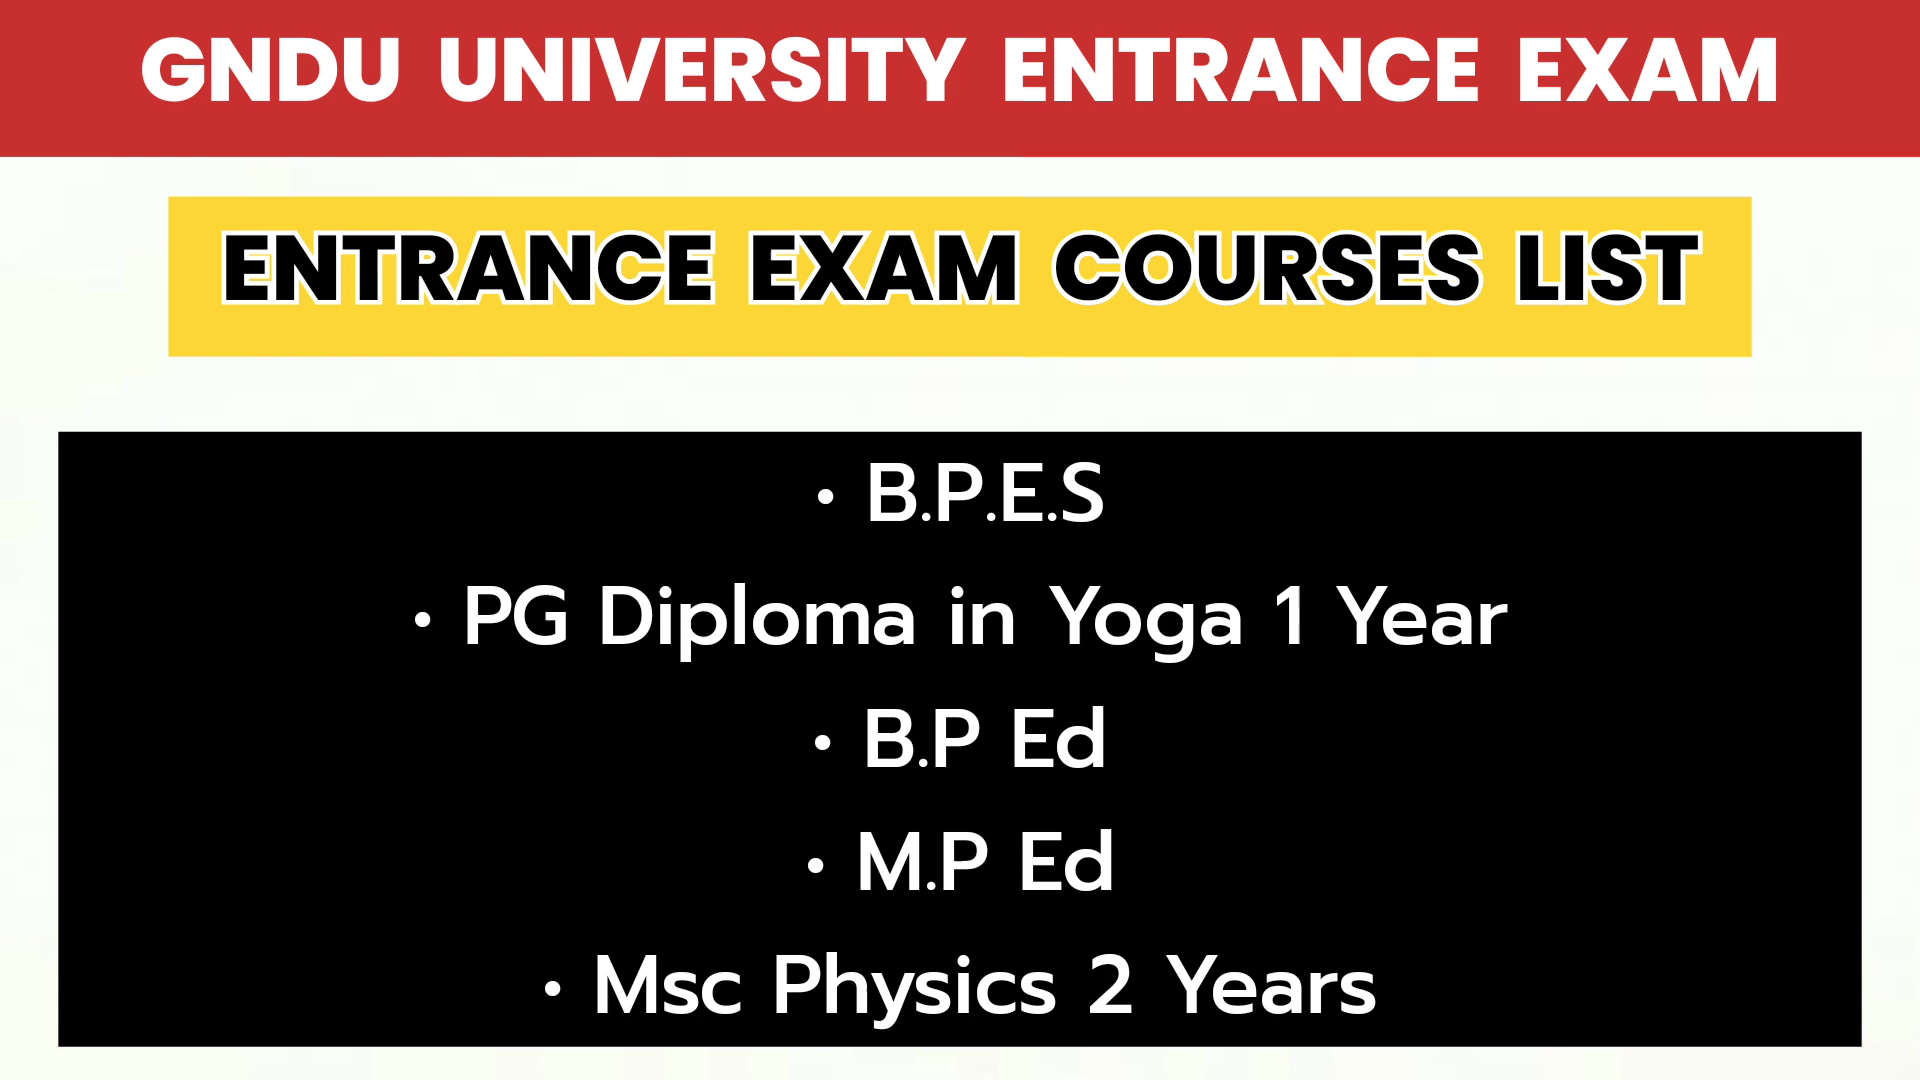 GNDU UNIVERSITY ENTRANCE EXAM
ENTRANCE EXAM COURSES LIST
• B.P.E.S
• PG Diploma in Yoga 1 Year
• B.P Ed
• M.P Ed
• Msc Physics 2 Years